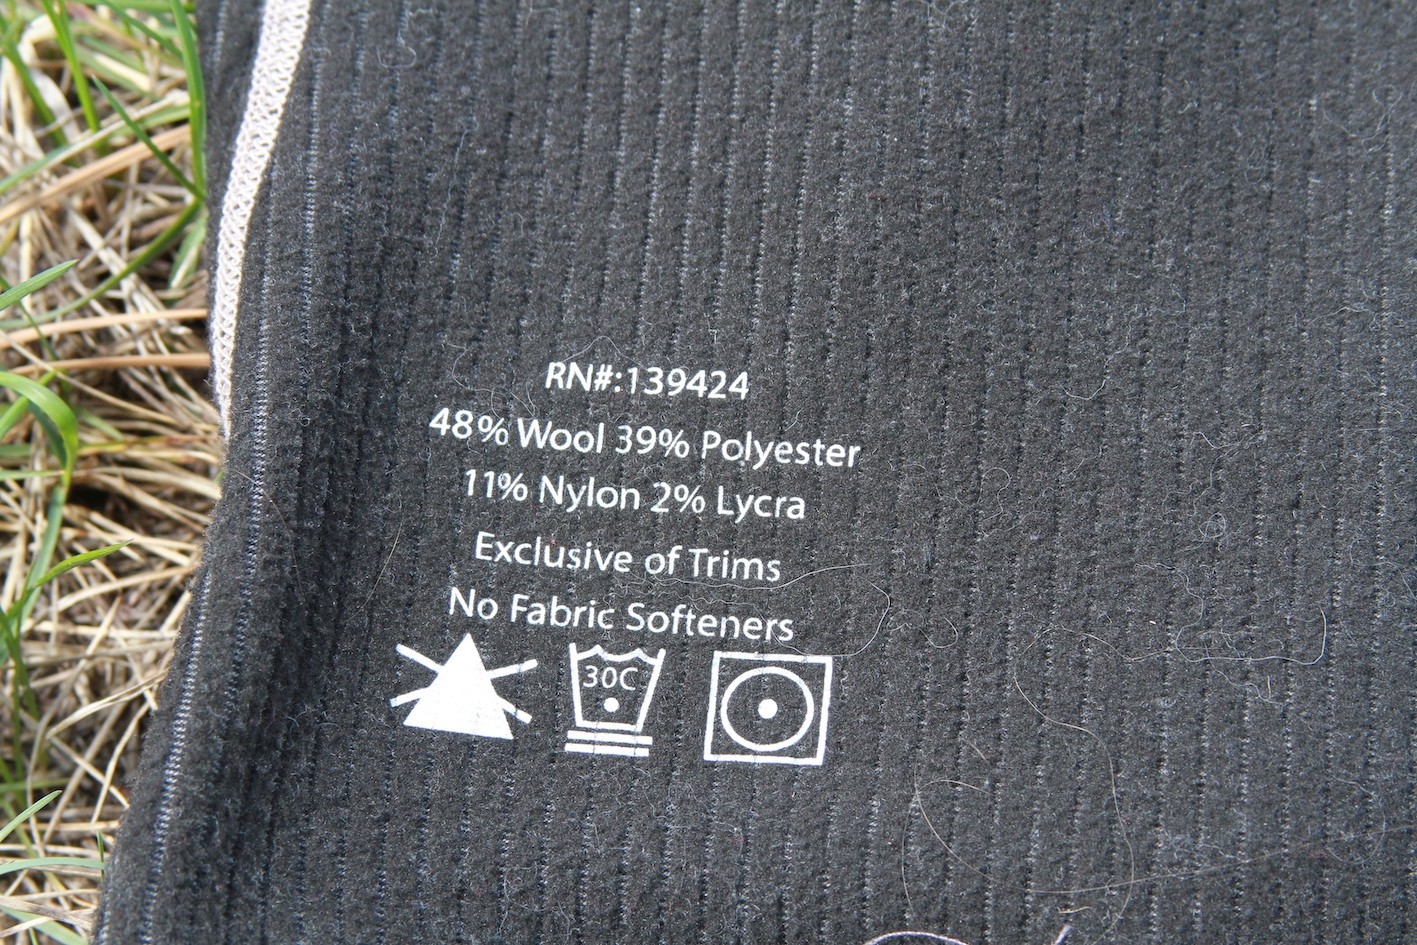 RN#:139424
48% Wool 39% Polyester
11% Nylon 2% Lycra
Exclusive of Trims
No Fabric Softeners
30C